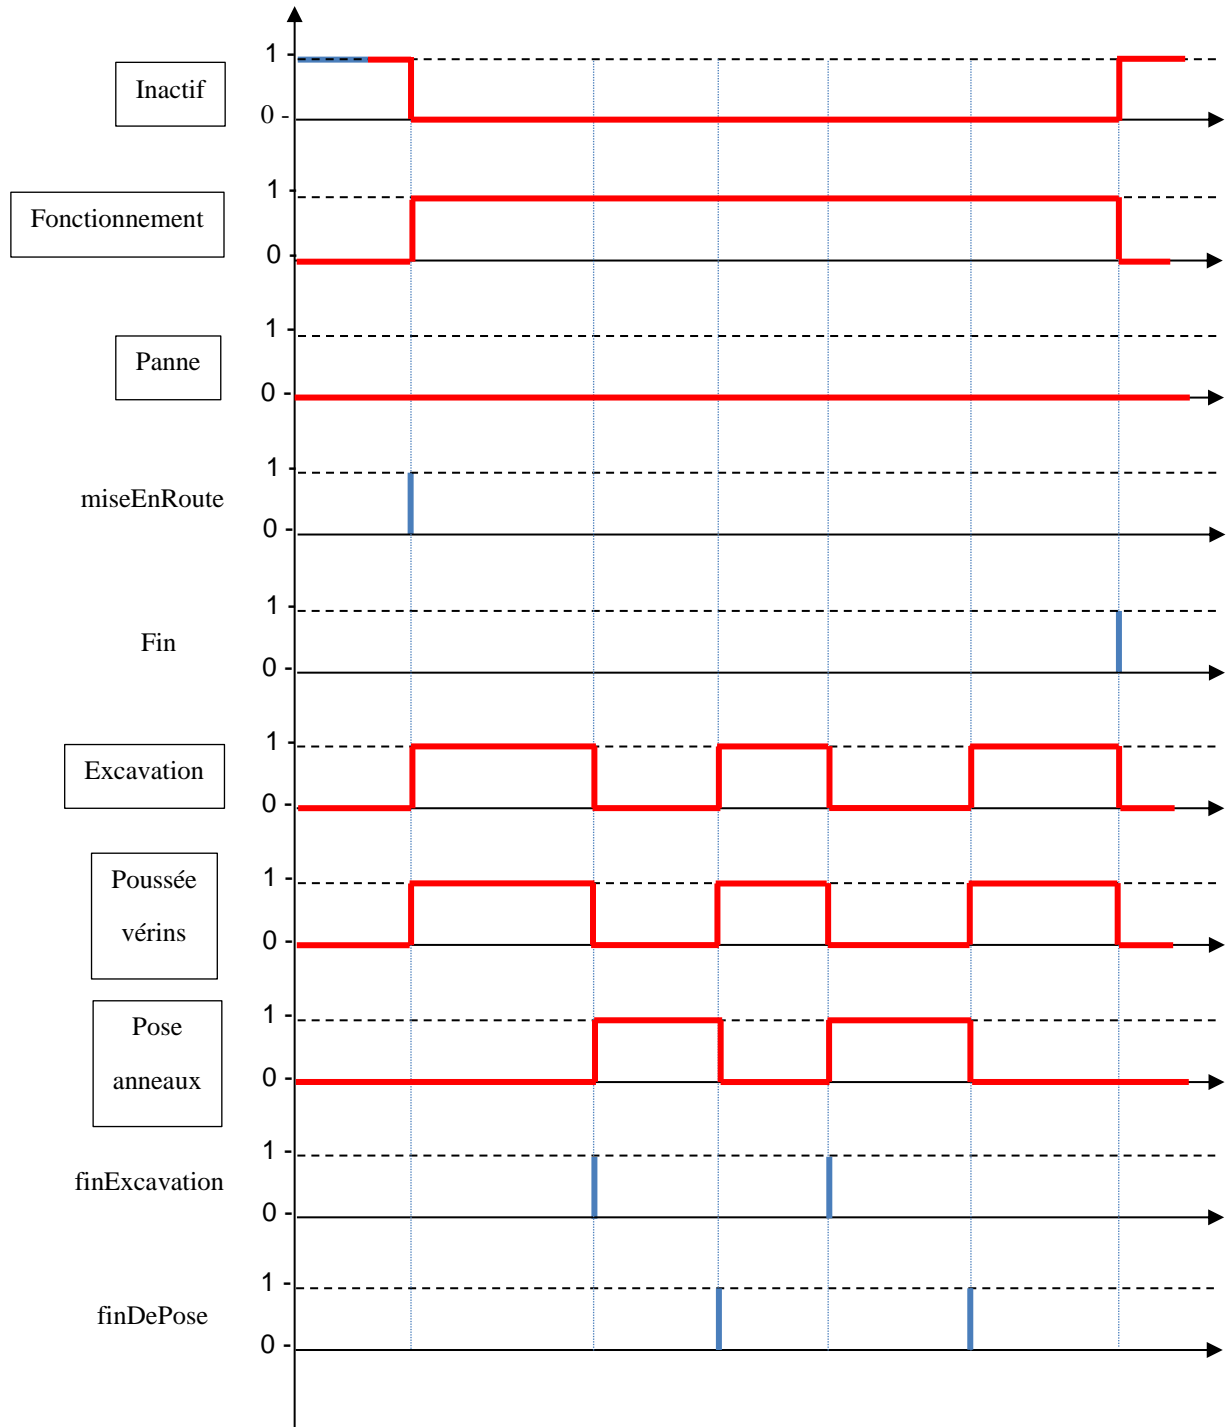 1 -
Inactif
0 -
1 -
Fonctionnement
0 -
1 -
Panne
0 -
1 -
miseEnRoute
0 -
1 -
Fin
0 -
1 -
Excavation
0 -
1 -
Poussée
vérins
0 -
1 -
Pose
anneaux
0 -
1 -
finExcavation
0 -
1 -
finDePose
0 -